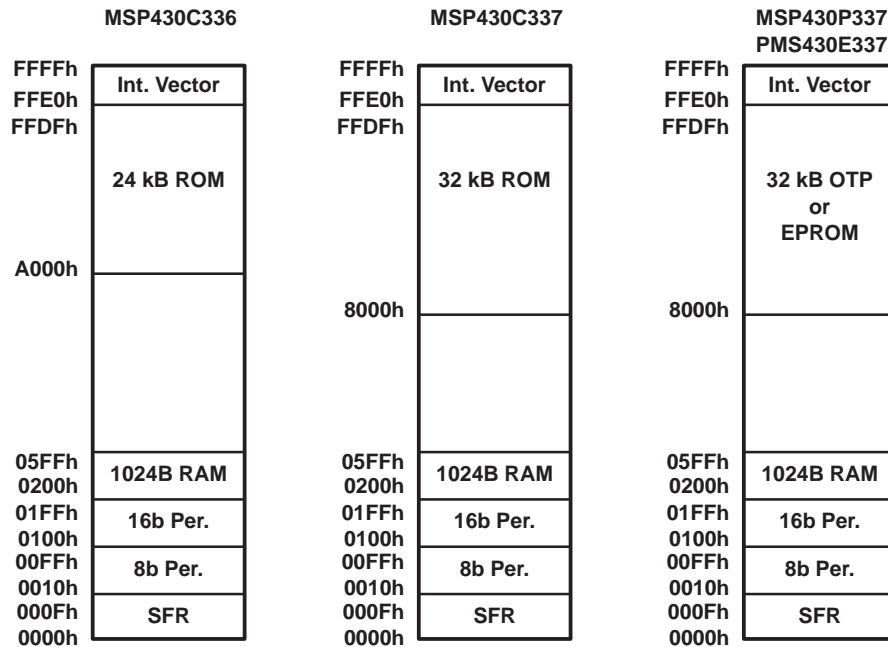 MSP430C336
FFFFh
Int. Vector
FFE0h
FFDFh
24 kB ROM
A000h
05FFh
1024B RAM
0200h
01FFh
16b Per.
0100h
00FFh
8b Per.
0010h
000Fh
SFR
0000h
MSP430C337
FFFFh
Int. Vector
FFE0h
FFDFh
32 kB ROM
8000h
05FFh
1024B RAM
0200h
01FFh
16b Per.
0100h
00FFh
8b Per.
0010h
000Fh
SFR
0000h
MSP430P337
PMS430E337
FFFFh
Int. Vector
FFE0h
FFDFh
32 kB OTP
or
EPROM
8000h
05FFh
1024B RAM
0200h
01FFh
16b Per.
0100h
00FFh
8b Per.
0010h
000Fh
SFR
0000h